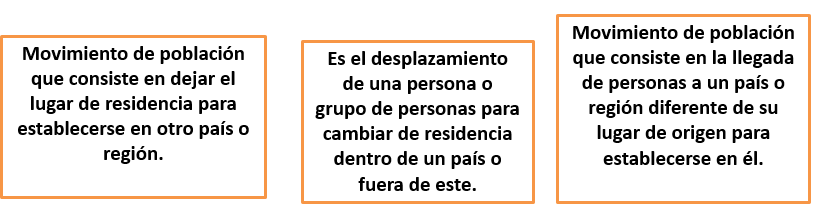 Movimiento de población
que consiste en dejar el
lugar de residencia para
establecerse en otro país o
región.
Es el desplazamiento
de una persona o
grupo de personas para
cambiar de residencia
dentro de un país o
fuera de este.
Movimiento de población
que consiste en la llegada
de personas a un país o
región diferente de su
lugar de origen para
establecerse en él.